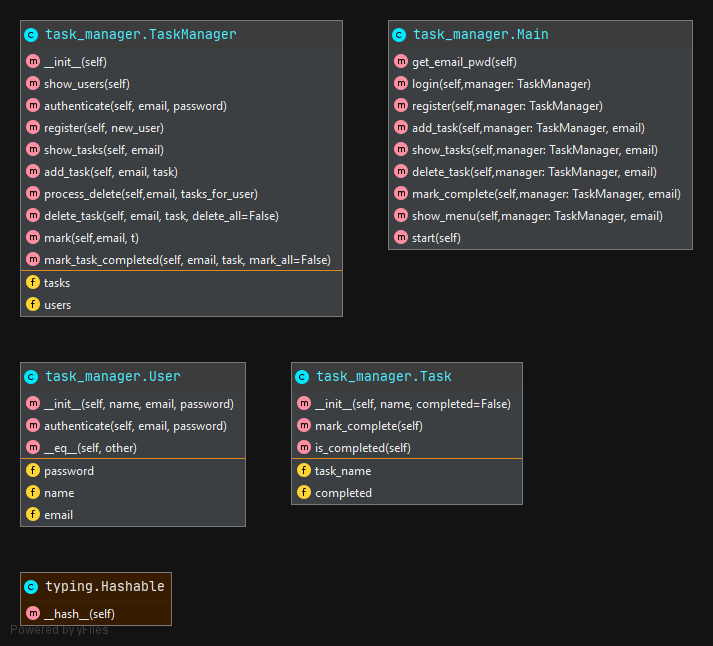 task_manager.TaskManager
m __init__(self)
m show_users(self)
m authenticate(self, email, password)
m register(self, new_user)
m show_tasks(self, email)
m add_task(self, email, task)
m process_delete(self,email, tasks_for_user)
m delete_task(self, email, task, delete_all=False)
m mark(self,email, t)
m mark_task_completed(self, email, task, mark_all=False)
f tasks
f users
C task_manager.Main
m get_email_pwd(self)
m login(self,manager: TaskManager)
m register(self,manager: TaskManager)
m add_task(self,manager: TaskManager, email)
m show_tasks(self,manager: TaskManager, email)
m delete_task(self,manager: TaskManager, email)
m mark_complete(self,manager: TaskManager, email)
m show_menu(self,manager: TaskManager, email)
m start(self)
C task_manager.User
m __init__(self, name, email, password)
m authenticate(self, email, password)
m __eq__(self, other)
f password
f name
f email
C task_manager.Task
m __init__(self, name, completed=False)
m mark_complete(self)
m is_completed(self)
f task_name
f completed
C typing.Hashable
m __hash__(self)
Powered by yFiles